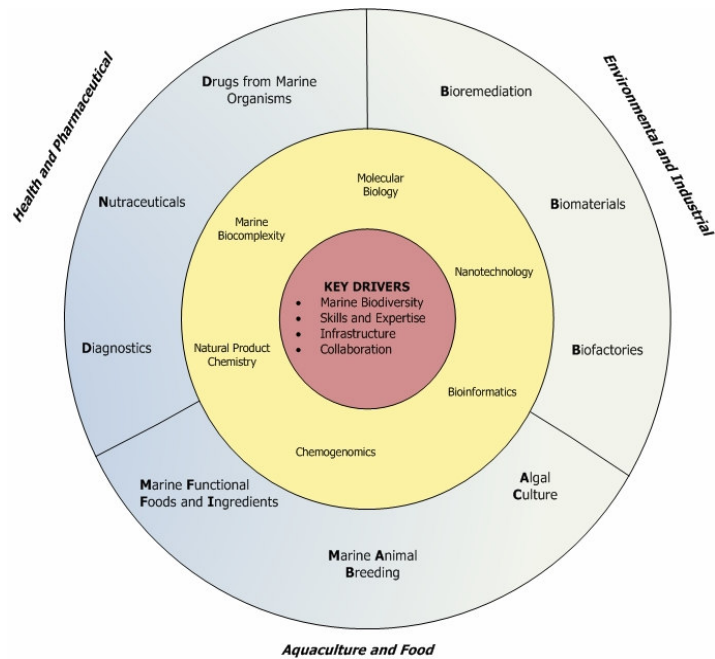 Health and Pharmaceutical
Environmental and Industrial
Drugs from Marine
Organisms
Bioremediation
Nutraceuticals
Biomaterials
Diagnostics
Biofactories
Molecular
Biology
Marine
Biocomplexity
Nanotechnology
KEY DRIVERS
• Marine Biodiversity
• Skills and Expertise
• Infrastructure
• Collaboration
Natural Product
Chemistry
Bioinformatics
Chemogenomics
Marine Functional
Foods and Ingredients
Algal
Culture
Marine Animal
Breeding
Aquaculture and Food